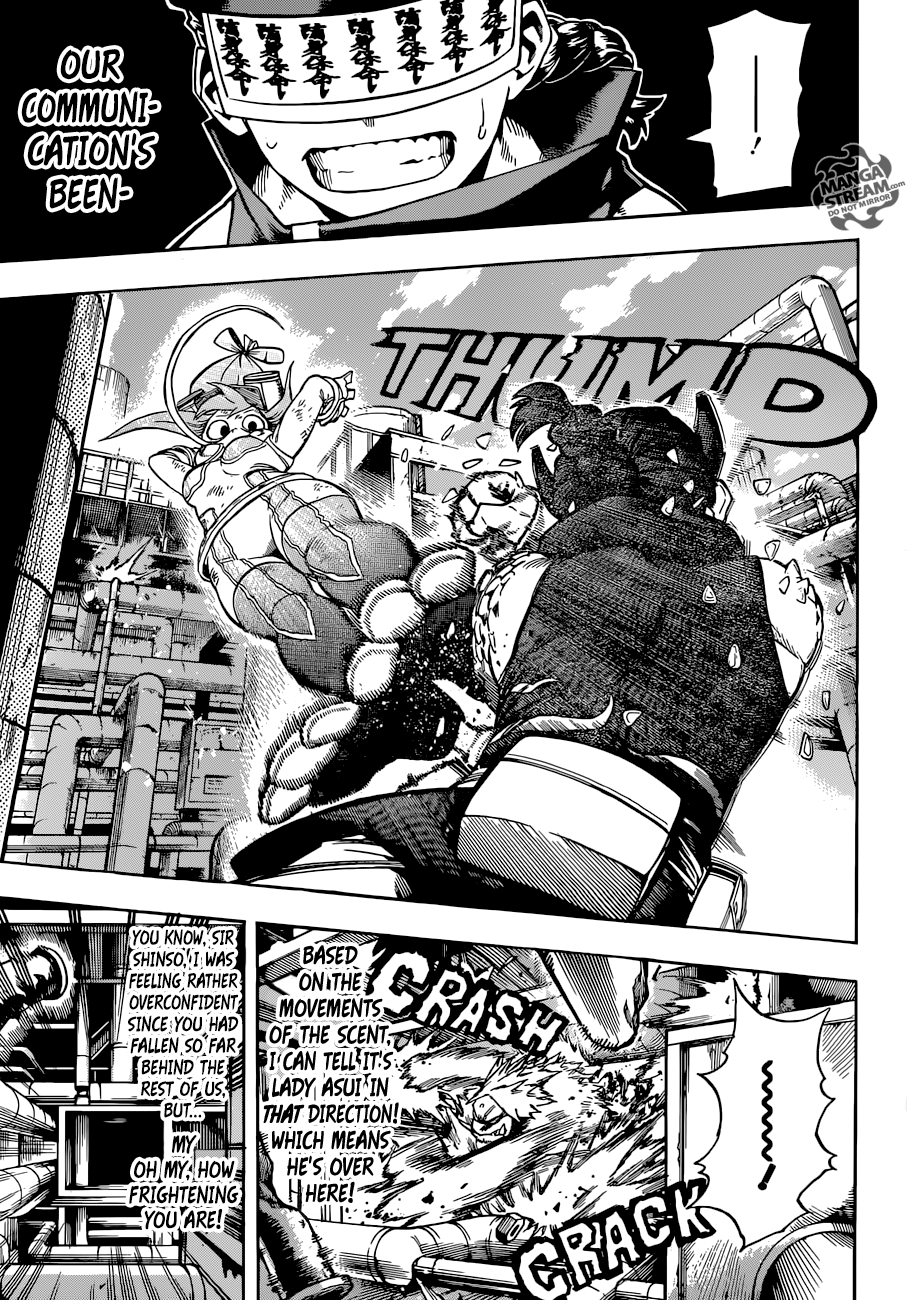 OUR
COMMUNI-
CATION'S
BEEN-
MANGA
STREAM.com
DO NOT MIRROR
THUMP
CRASH
CRACK
BASED
ON THE
MOVEMENTS
OF THE SCENT,
I CAN TELL IT'S
LADY ASUI IN
THAT DIRECTION!
WHICH MEANS
HE'S OVER
HERE!
YOU KNOW, SIR
SHINSO, I WAS
FEELING RATHER
OVERCONFIDENT
SINCE YOU HAD
FALLEN SO FAR
BEHIND THE
REST OF US,
BUT...
MY
OH MY, HOW
FRIGHTENING
YOU ARE!